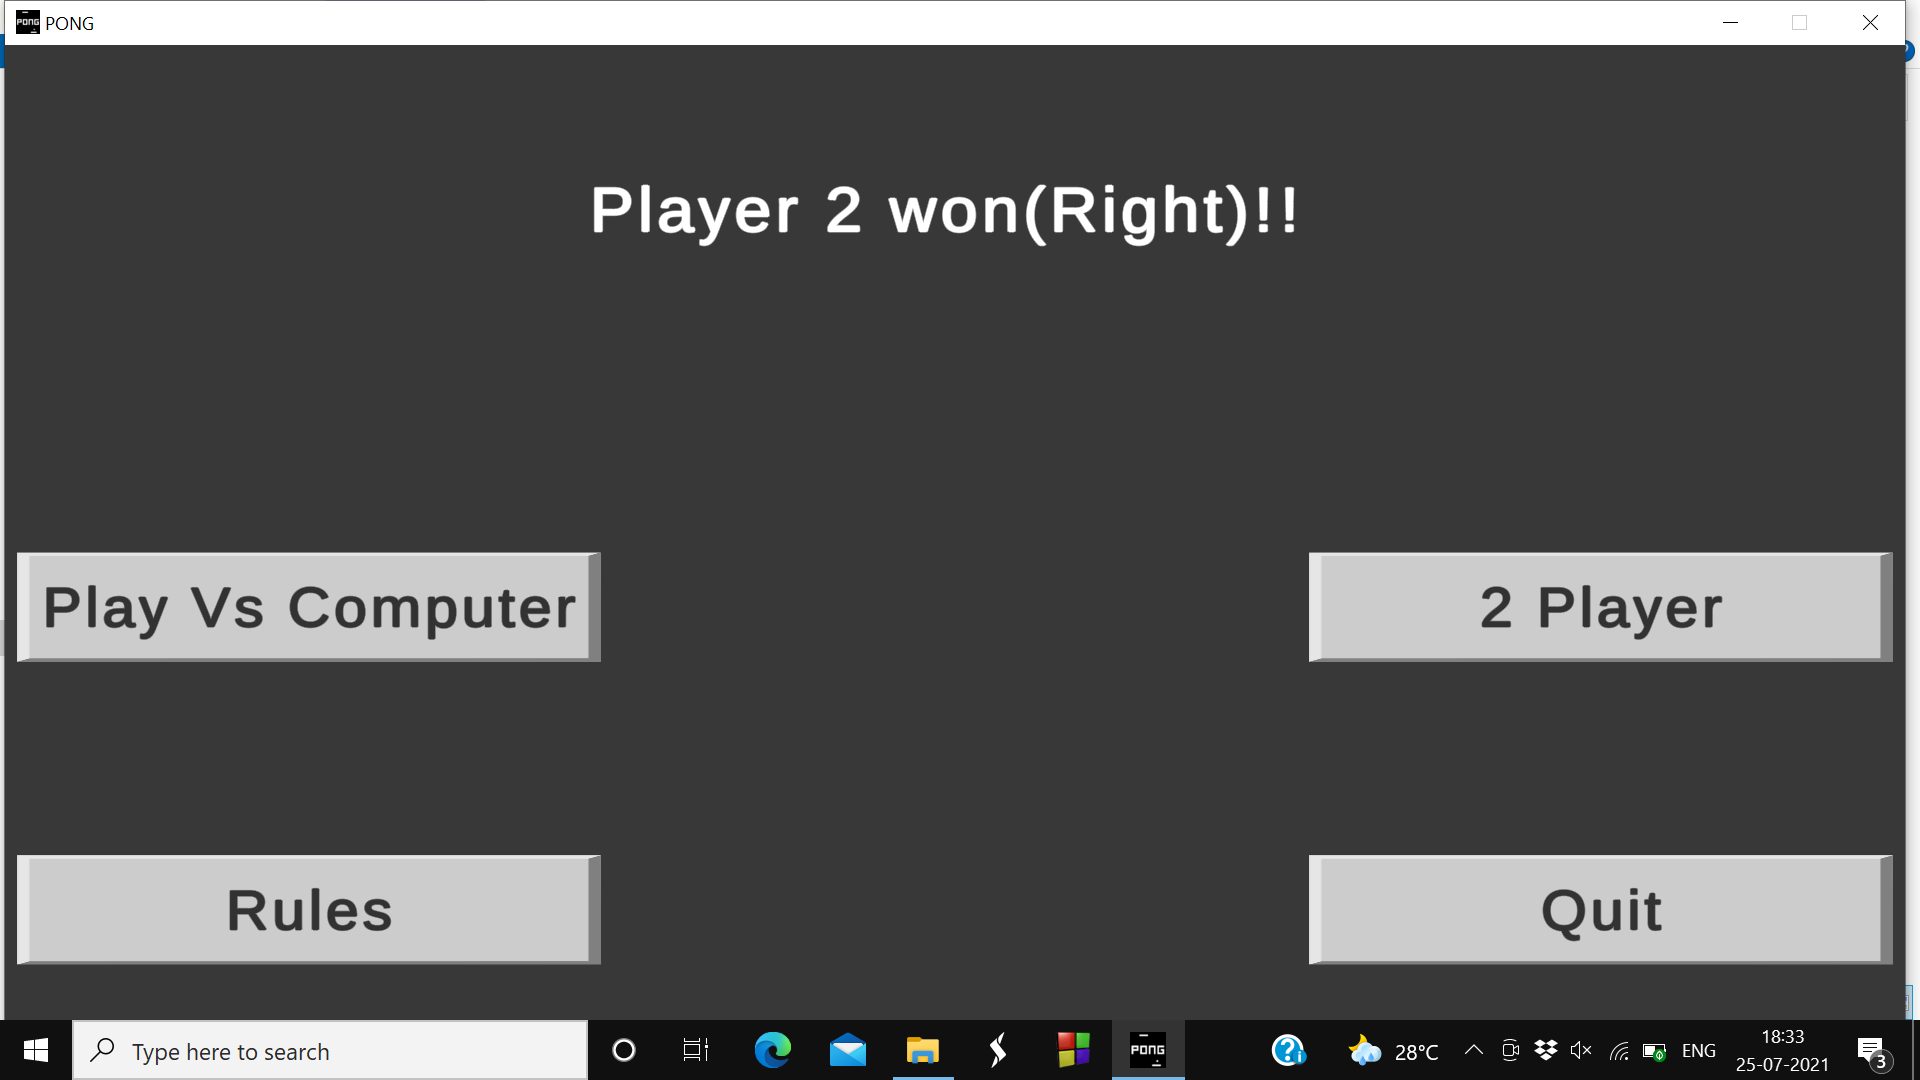 PONG
Player 2 won(Right)!!
Play Vs Computer
2 Player
Rules
Quit
Type here to search
PONG
28°C
ENG
18:33
25-07-2021
3